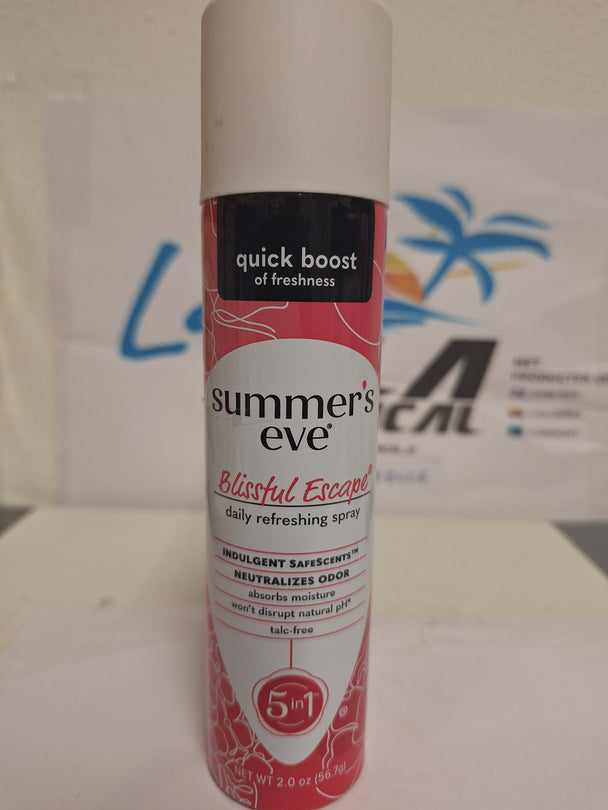 quick boost
of freshness
summer's
eve®
Blissful Escape®
daily refreshing spray
INDULGENT SAFESCENTS™
NEUTRALIZES ODOR
absorbs moisture
won't disrupt natural pH*
talc-free
5in1
®
NET WT 2.0 oz (56.7g)